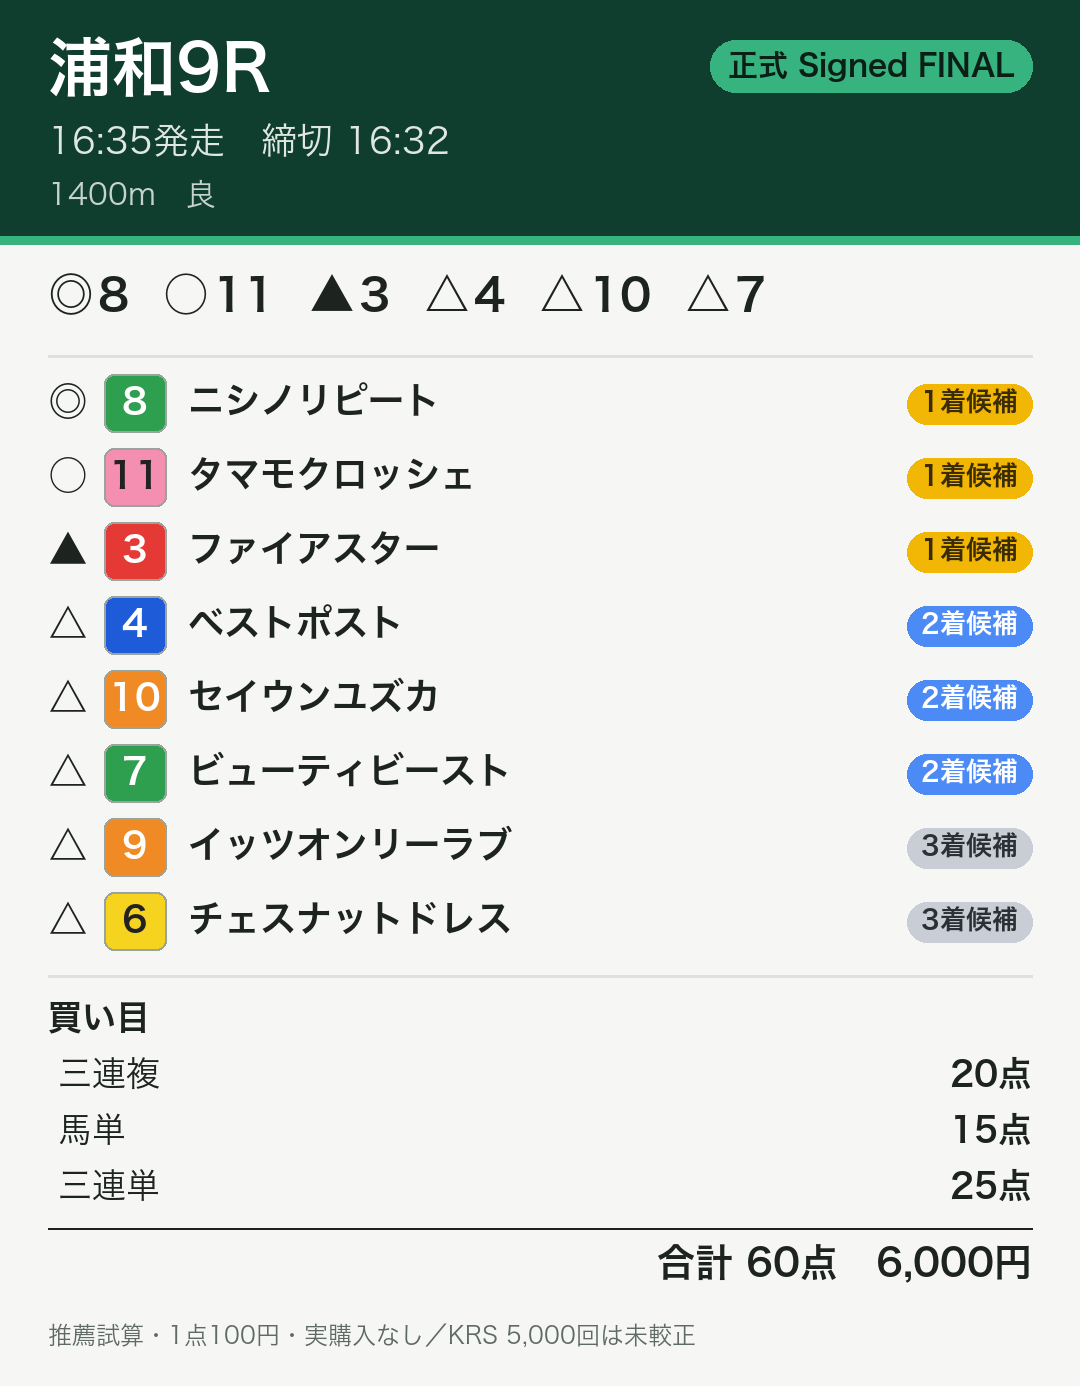 浦和9R
正式 Signed FINAL
16:35発走　締切 16:32
1400m　良
◎8 ○11 ▲3 △4 △10 △7
◎ 8 ニシノリピート 1着候補
○ 11 タマモクロッシェ 1着候補
▲ 3 ファイアスター 1着候補
△ 4 ベストポスト 2着候補
△ 10 セイウンユズカ 2着候補
△ 7 ビューティビースト 2着候補
△ 9 イッツオンリーラブ 3着候補
△ 6 チェスナットドレス 3着候補
買い目
三連複 20点
馬単 15点
三連単 25点
合計 60点　6,000円
推薦試算・1点100円・実購入なし／KRS 5,000回は未較正